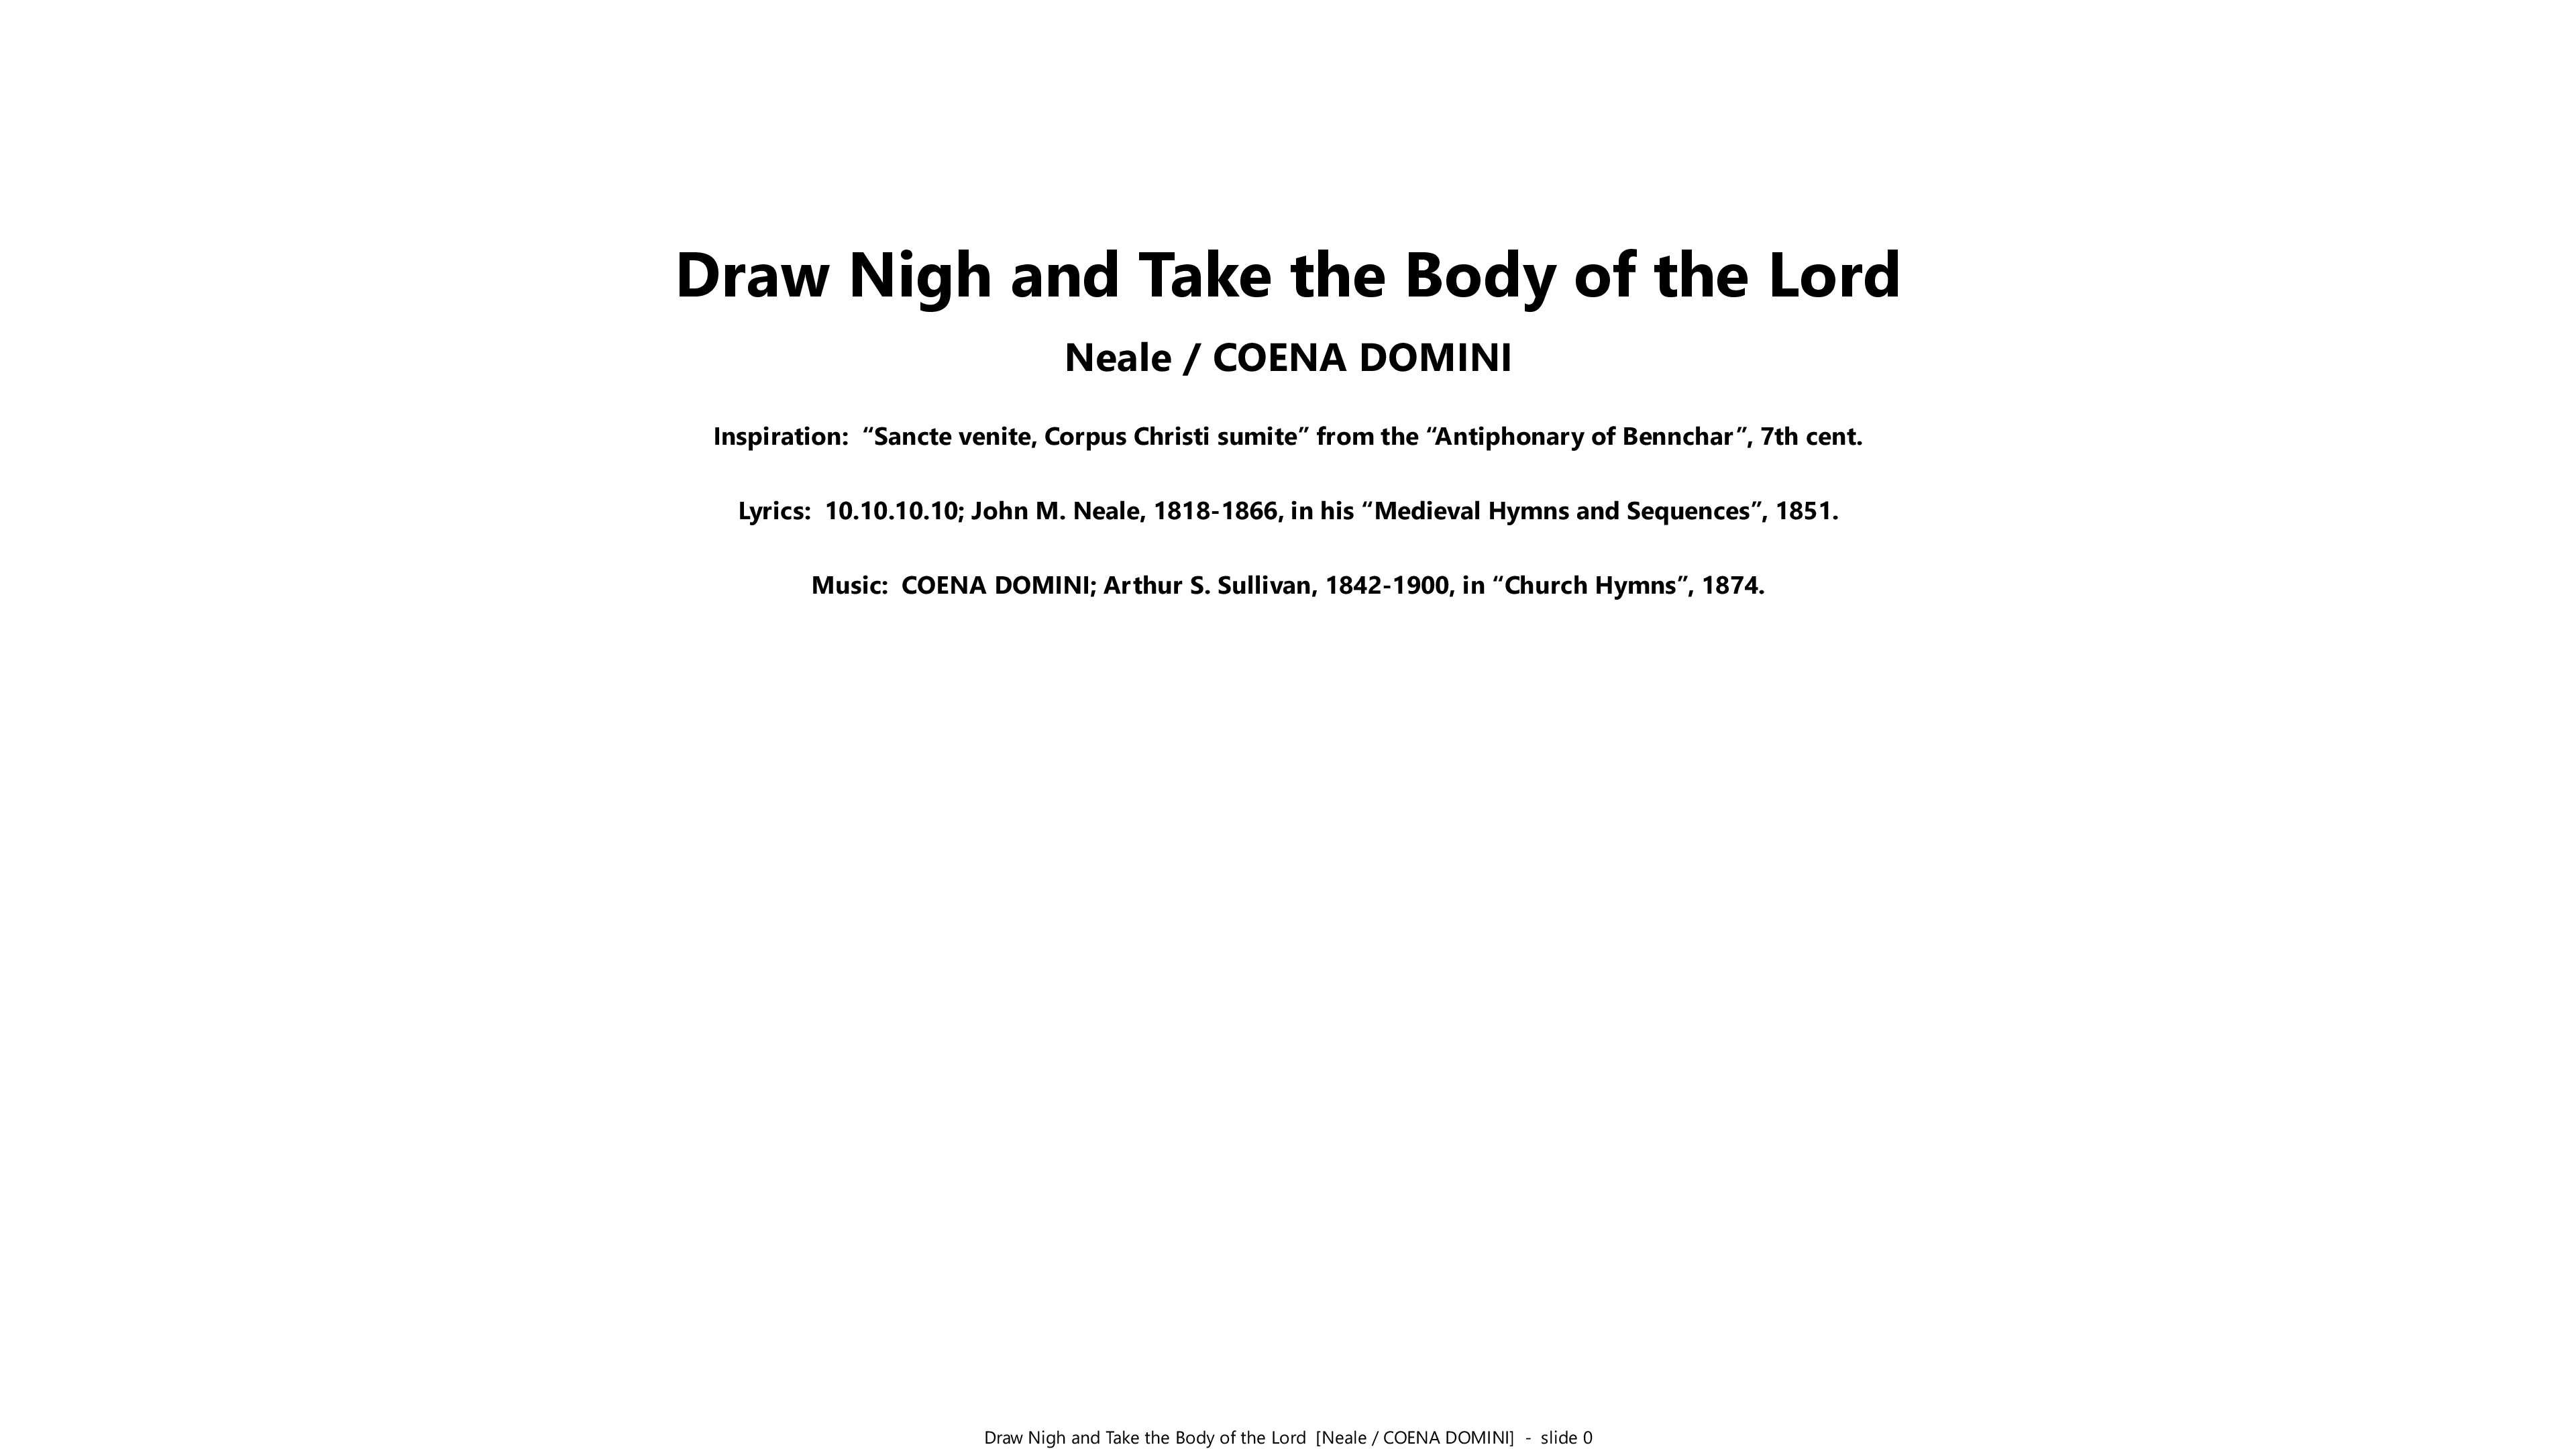 Draw Nigh and Take the Body of the Lord
Neale / COENA DOMINI
Inspiration:  “Sancte venite, Corpus Christi sumite” from the “Antiphonary of Bennchar”, 7th cent.
Lyrics:  10.10.10.10; John M. Neale, 1818-1866, in his “Medieval Hymns and Sequences”, 1851.
Music:  COENA DOMINI; Arthur S. Sullivan, 1842-1900, in “Church Hymns”, 1874.
Draw Nigh and Take the Body of the Lord  [Neale / COENA DOMINI]  -  slide 0